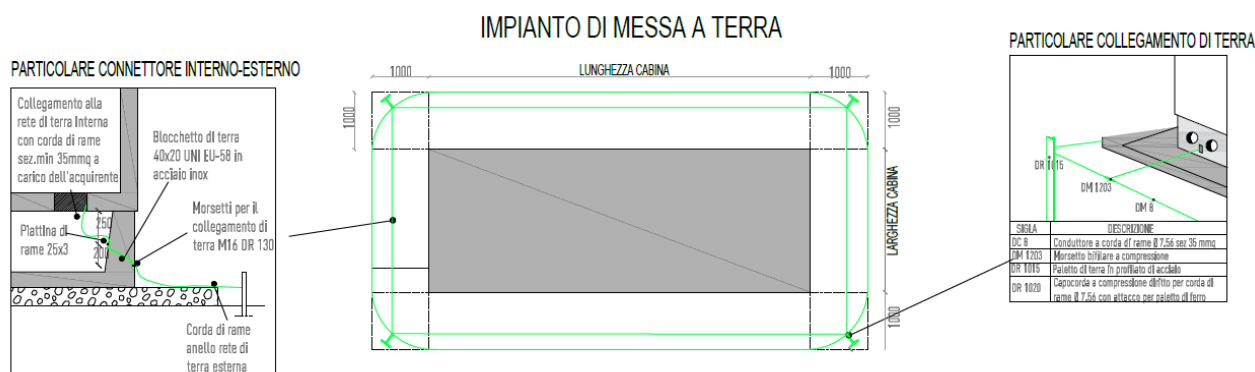 IMPIANTO DI MESSA A TERRA
PARTICOLARE CONNETTORE INTERNO-ESTERNO
Collegamento alla
rete di terra interna
con corda di rame
sez.min 35mmq a
carico dell'acquirente
Blocchetto di terra
40x20 UNI EU-58 in
acciaio inox
Morsetti per il
collegamento di
terra M16 DR 130
Plattina di
rame 25x3
250
200
Corda di rame
anello rete di
terra esterna
1000
LUNGHEZZA CABINA
1000
1000
1000
LARGHEZZA CABINA
1000
PARTICOLARE COLLEGAMENTO DI TERRA
DR 1015
DM 1203
DM 8
SIGLA DESCRIZIONE
DC 8 Conduttore a corda di rame Ø 7,56 sez 35 mmq
DM 1203 Morsetto bifilare a compressione
DR 1015 Paletto di terra in profilato di acciaio
DR 1020 Capocorda a compressione diritto per corda di
rame Ø 7,56 con attacco per paletto di ferro